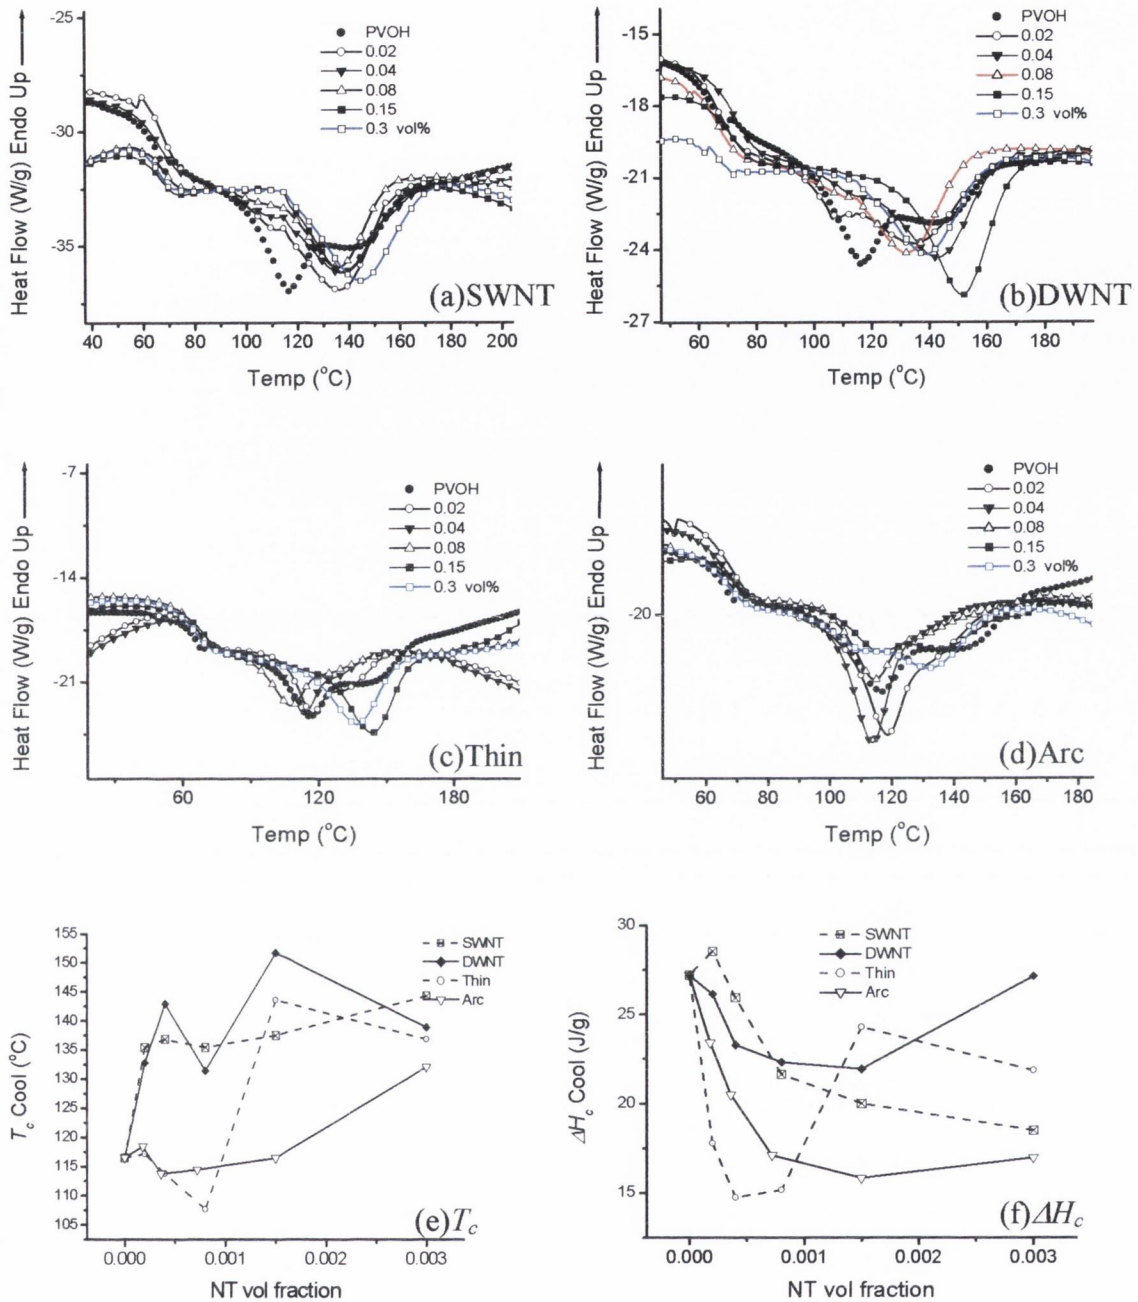 -25
-30
-35
Heat Flow (W/g) Endo Up
PVOH
0.02
0.04
0.08
0.15
0.3 vol%
(a)SWNT
40 60 80 100 120 140 160 180 200
Temp (°C)
-15
-18
-21
-24
-27
Heat Flow (W/g) Endo Up
PVOH
0.02
0.04
0.08
0.15
0.3 vol%
(b)DWNT
60 80 100 120 140 160 180
Temp (°C)
-7
-14
-21
Heat Flow (W/g) Endo Up
PVOH
0.02
0.04
0.08
0.15
0.3 vol%
(c)Thin
60 120 180
Temp (°C)
-20
Heat Flow (W/g) Endo Up
PVOH
0.02
0.04
0.08
0.15
0.3 vol%
(d)Arc
60 80 100 120 140 160 180
Temp (°C)
155
150
145
140
135
130
125
120
115
110
105
T_c Cool (°C)
SWNT
DWNT
Thin
Arc
(e)T_c
0.000 0.001 0.002 0.003
NT vol fraction
30
25
20
15
ΔH_c Cool (J/g)
SWNT
DWNT
Thin
Arc
(f)ΔH_c
0.000 0.001 0.002 0.003
NT vol fraction